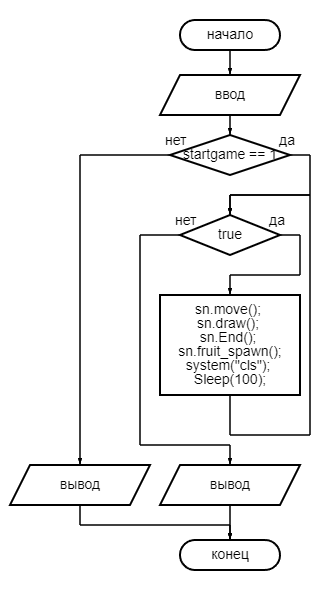 начало
ввод
нет
да
startgame == 1
нет
да
true
sn.move();
sn.draw();
sn.End();
sn.fruit_spawn();
system("cls");
Sleep(100);
вывод
вывод
конец